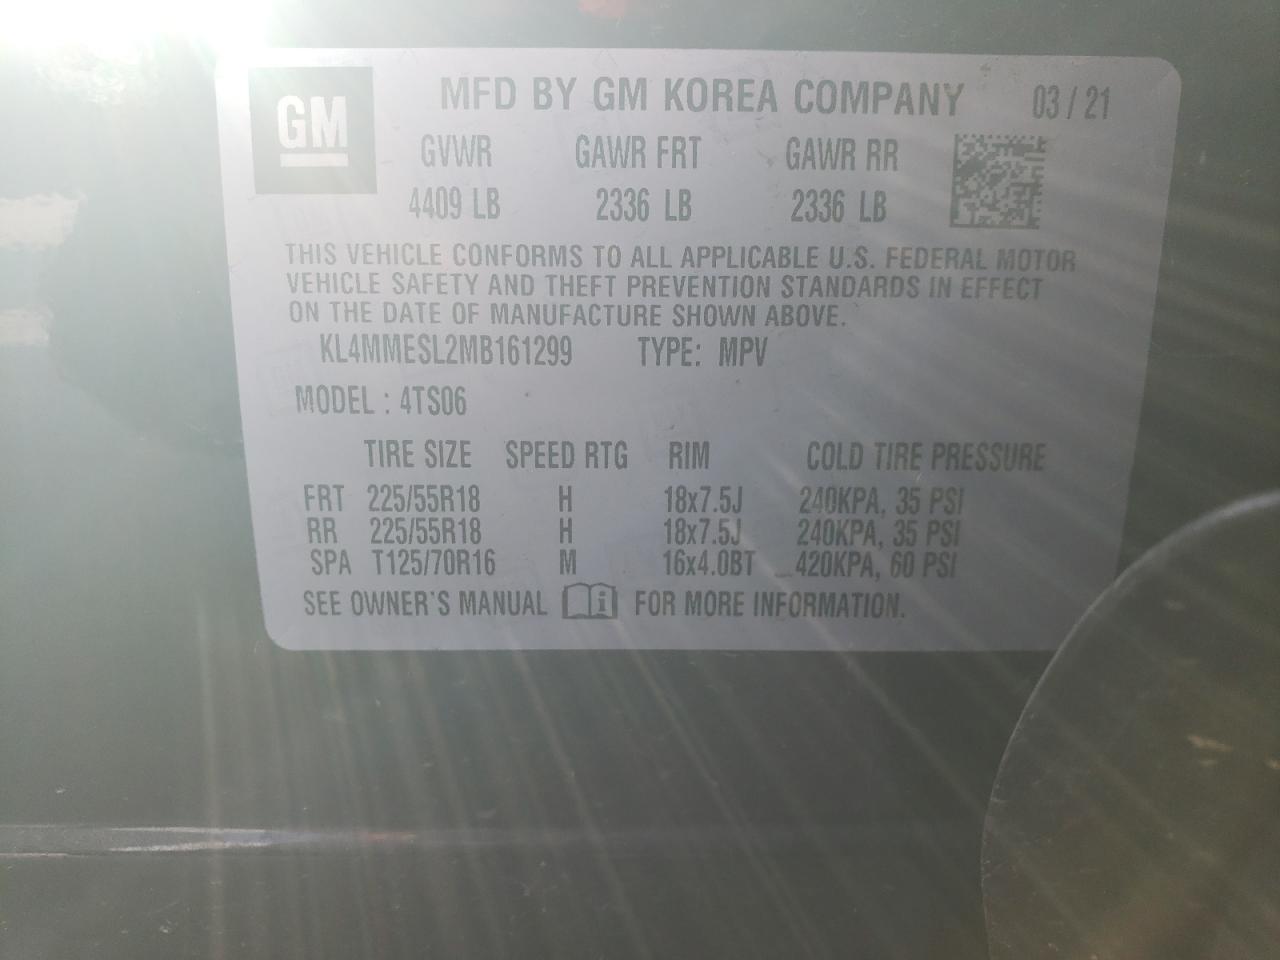 GM
MFD BY GM KOREA COMPANY 03 / 21
GVWR GAWR FRT GAWR RR
4409 LB 2336 LB 2336 LB
THIS VEHICLE CONFORMS TO ALL APPLICABLE U.S. FEDERAL MOTOR
VEHICLE SAFETY AND THEFT PREVENTION STANDARDS IN EFFECT
ON THE DATE OF MANUFACTURE SHOWN ABOVE.
KL4MMESL2MB161299 TYPE: MPV
MODEL : 4TS06
TIRE SIZE SPEED RTG RIM COLD TIRE PRESSURE
FRT 225/55R18 H 18x7.5J 240KPA, 35 PSI
RR 225/55R18 H 18x7.5J 240KPA, 35 PSI
SPA T125/70R16 M 16x4.0BT 420KPA, 60 PSI
SEE OWNER'S MANUAL FOR MORE INFORMATION.